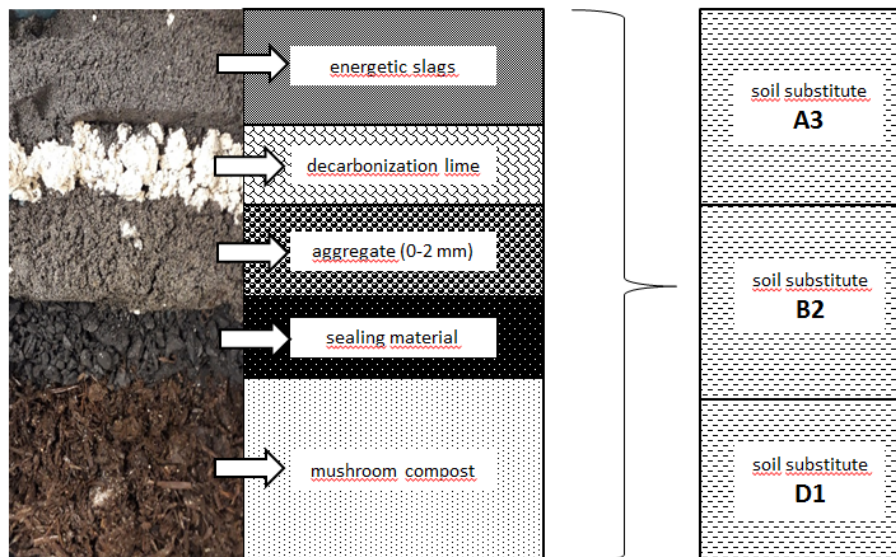 energetic slags
decarbonization lime
aggregate (0-2 mm)
sealing material
mushroom compost
soil substitute
A3
soil substitute
B2
soil substitute
D1